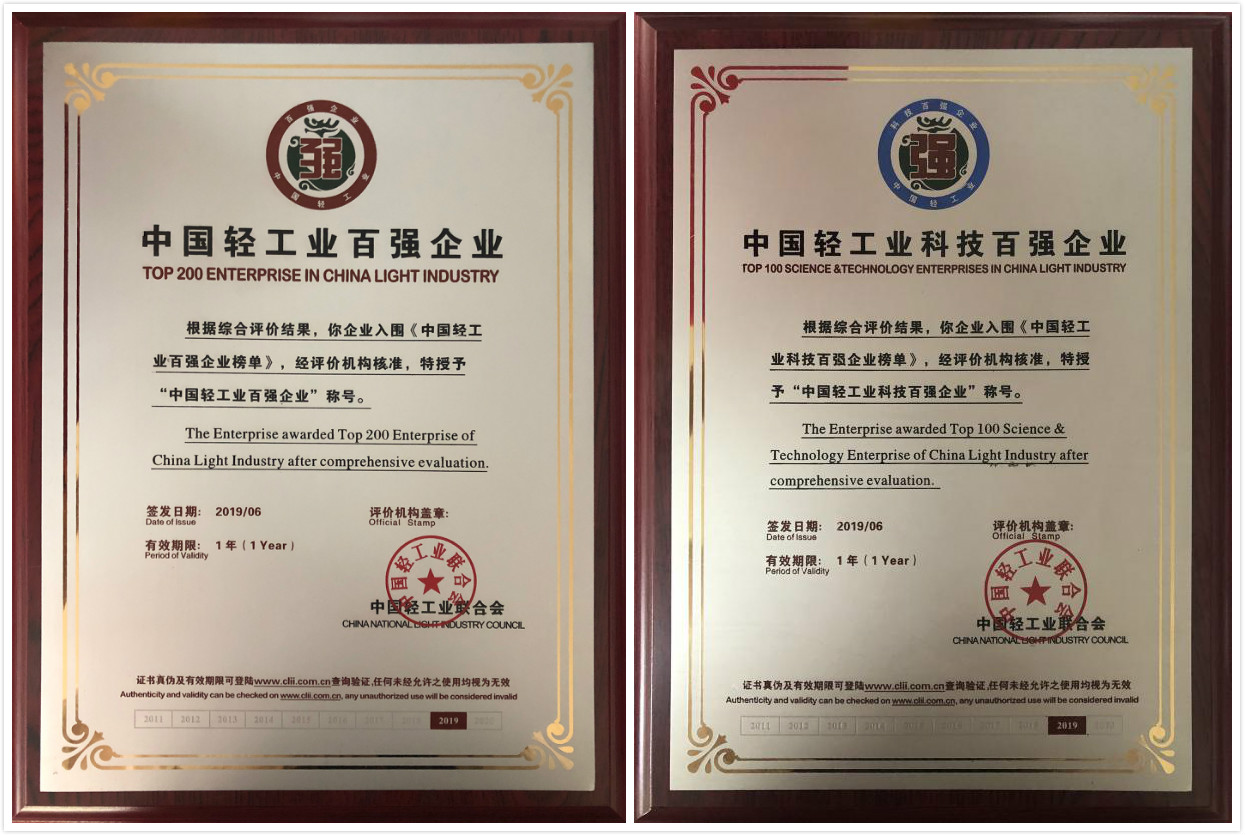 百强企业
强
中国轻工业
中国轻工业百强企业
TOP 200 ENTERPRISE IN CHINA LIGHT INDUSTRY
根据综合评价结果，你企业入围《中国轻工
业百强企业榜单》，经评价机构核准，特授予
“中国轻工业百强企业”称号。
The Enterprise awarded Top 200 Enterprise of
China Light Industry after comprehensive evaluation.
签发日期： 2019/06
Date of Issue
有效期限： 1 年（1 Year）
Period of Validity
评价机构盖章：
Official Stamp
中国轻工业联合会
中国轻工业联合会
CHINA NATIONAL LIGHT INDUSTRY COUNCIL
证书真伪及有效期限可登陆www.clii.com.cn查询验证,任何未经允许之使用均视为无效
Authenticity and validity can be checked on www.clii.com.cn, any unauthorized use will be considered invalid
2011 2012 2013 2014 2015 2016 2017 2018 2019 2020
科技百强企业
强
中国轻工业
中国轻工业科技百强企业
TOP 100 SCIENCE &TECHNOLOGY ENTERPRISES IN CHINA LIGHT INDUSTRY
根据综合评价结果，你企业入围《中国轻工
业科技百强企业榜单》，经评价机构核准，特授
予“中国轻工业科技百强企业”称号。
The Enterprise awarded Top 100 Science &
Technology Enterprise of China Light Industry after
comprehensive evaluation.
签发日期： 2019/06
Date of Issue
有效期限： 1 年（1 Year）
Period of Validity
评价机构盖章：
Official Stamp
中国轻工业联合会
中国轻工业联合会
CHINA NATIONAL LIGHT INDUSTRY COUNCIL
证书真伪及有效期限可登陆www.clii.com.cn查询验证,任何未经允许之使用均视为无效
Authenticity and validity can be checked on www.clii.com.cn, any unauthorized use will be considered invalid
2011 2012 2013 2014 2015 2016 2017 2018 2019 2020